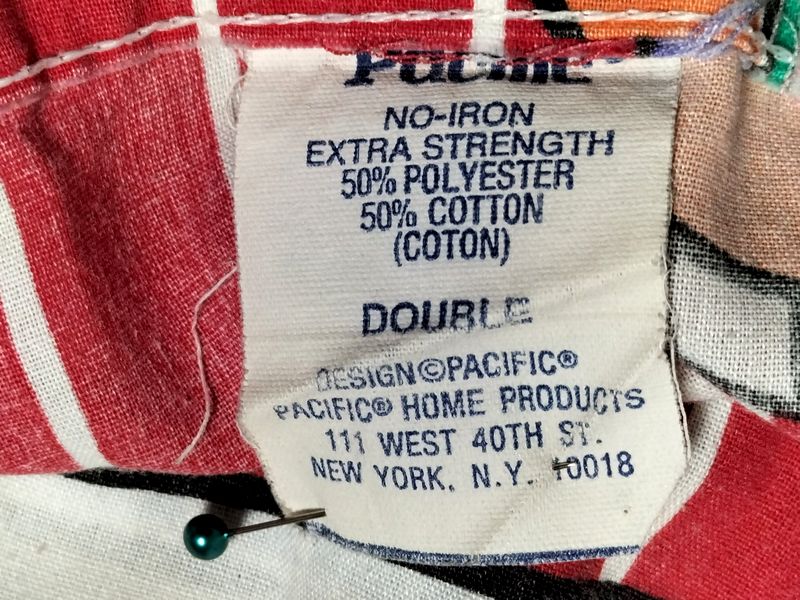 Pacific®
NO-IRON
EXTRA STRENGTH
50% POLYESTER
50% COTTON
(COTON)
DOUBLE
DESIGN©PACIFIC®
PACIFIC® HOME PRODUCTS
111 WEST 40TH ST.
NEW YORK, N.Y. 10018